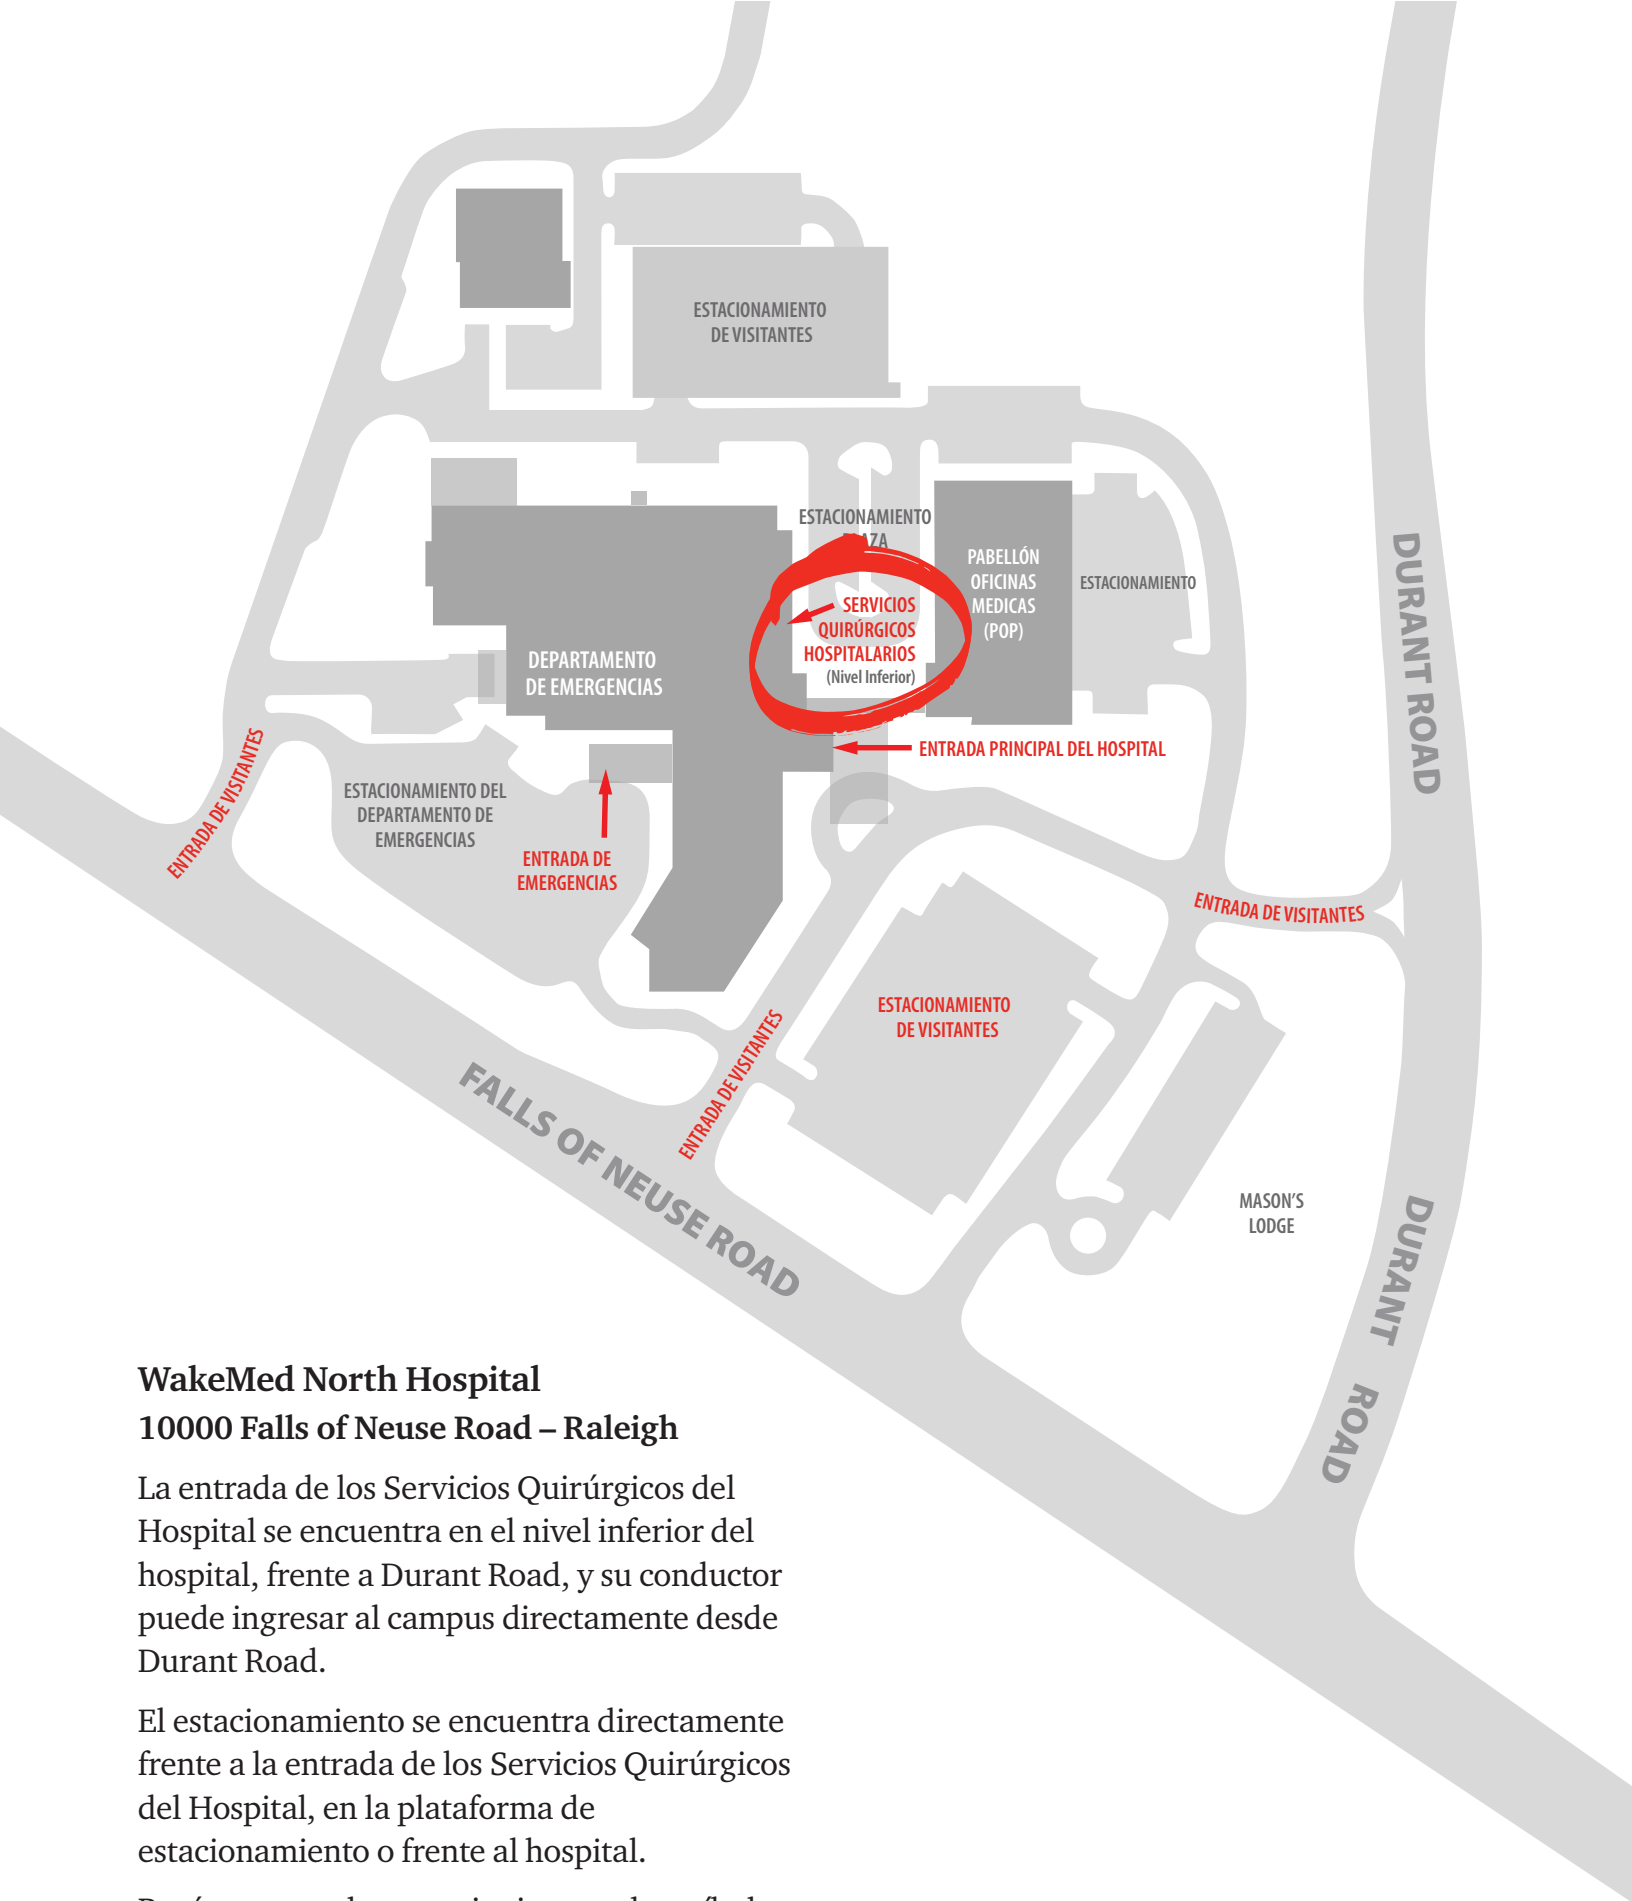 ESTACIONAMIENTO
DE VISITANTES
ESTACIONAMIENTO
PABELLÓN
OFICINAS
MEDICAS
(POP)
ESTACIONAMIENTO
SERVICIOS
QUIRÚRGICOS
HOSPITALARIOS
(Nivel Inferior)
DEPARTAMENTO
DE EMERGENCIAS
DURANT ROAD
ENTRADA PRINCIPAL DEL HOSPITAL
ENTRADA DE VISITANTES
ESTACIONAMIENTO DEL
DEPARTAMENTO DE
EMERGENCIAS
ENTRADA DE
EMERGENCIAS
ENTRADA DE VISITANTES
ESTACIONAMIENTO
DE VISITANTES
ENTRADA DE VISITANTES
FALLS OF NEUSE ROAD
MASON'S
LODGE
DURANT ROAD
WakeMed North Hospital
10000 Falls of Neuse Road – Raleigh
La entrada de los Servicios Quirúrgicos del
Hospital se encuentra en el nivel inferior del
hospital, frente a Durant Road, y su conductor
puede ingresar al campus directamente desde
Durant Road.
El estacionamiento se encuentra directamente
frente a la entrada de los Servicios Quirúrgicos
del Hospital, en la plataforma de
estacionamiento o frente al hospital.